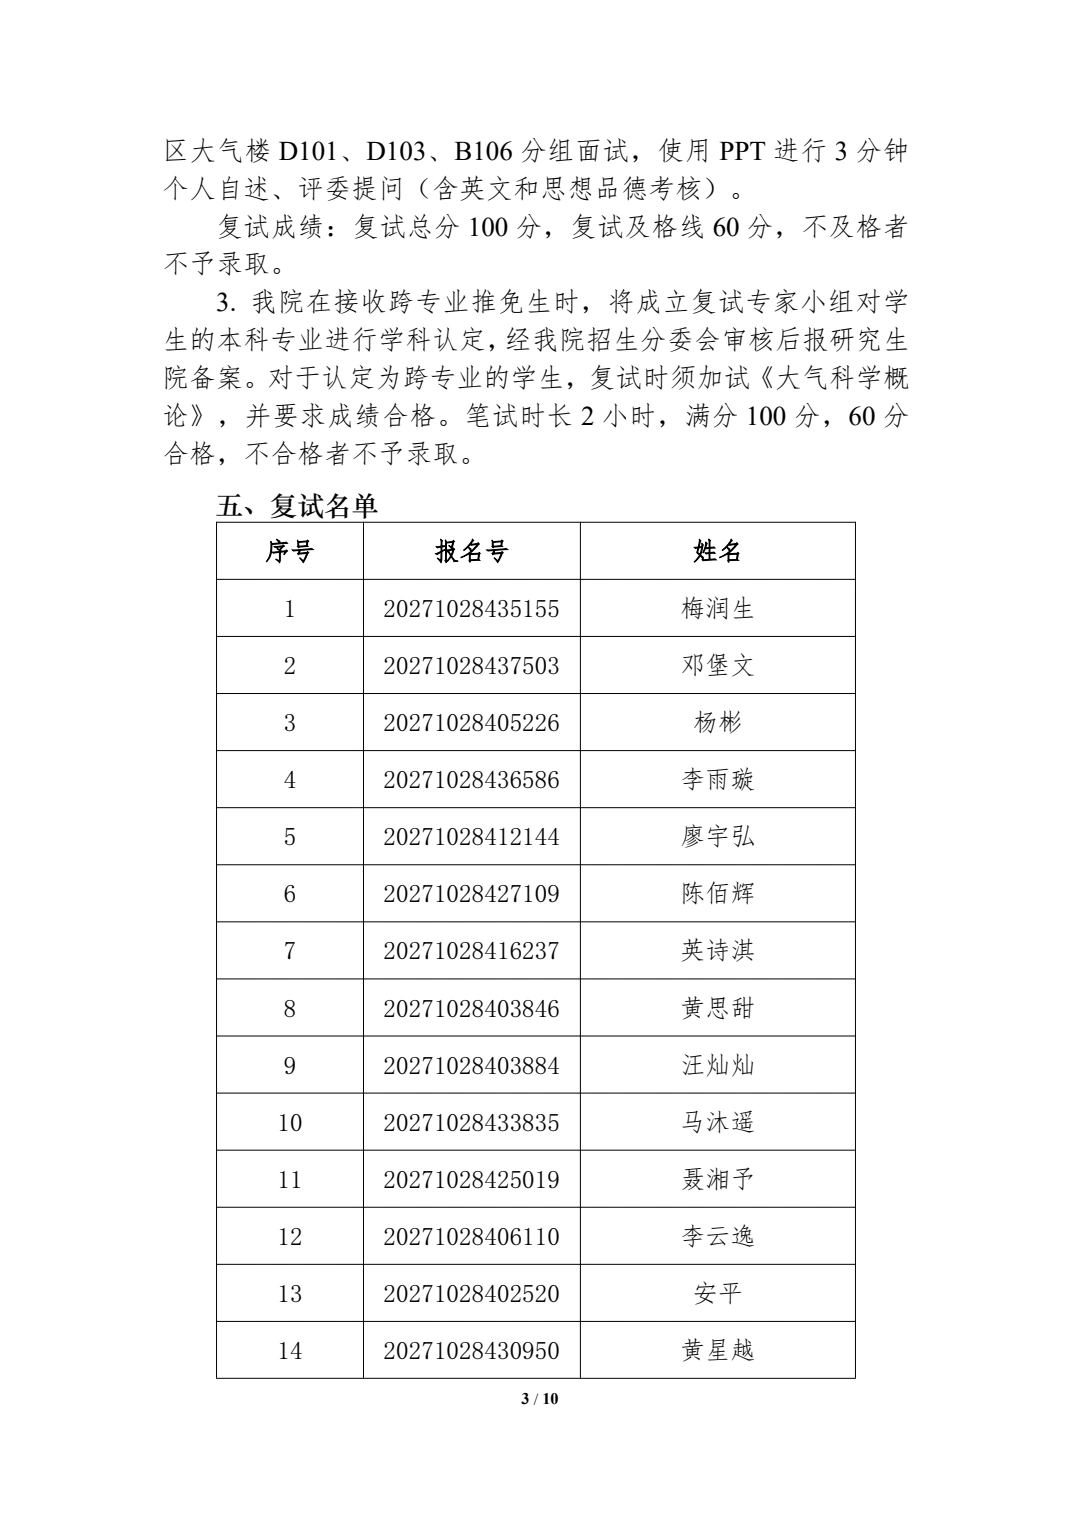 区大气楼 D101、D103、B106 分组面试，使用 PPT 进行 3 分钟
个人自述、评委提问（含英文和思想品德考核）。
复试成绩：复试总分 100 分，复试及格线 60 分，不及格者
不予录取。
3. 我院在接收跨专业推免生时，将成立复试专家小组对学
生的本科专业进行学科认定，经我院招生分委会审核后报研究生
院备案。对于认定为跨专业的学生，复试时须加试《大气科学概
论》，并要求成绩合格。笔试时长 2 小时，满分 100 分，60 分
合格，不合格者不予录取。
五、复试名单
序号 报名号 姓名
1 20271028435155 梅润生
2 20271028437503 邓堡文
3 20271028405226 杨彬
4 20271028436586 李雨璇
5 20271028412144 廖宇弘
6 20271028427109 陈佰辉
7 20271028416237 英诗淇
8 20271028403846 黄思甜
9 20271028403884 汪灿灿
10 20271028433835 马沐遥
11 20271028425019 聂湘予
12 20271028406110 李云逸
13 20271028402520 安平
14 20271028430950 黄星越
3 / 10